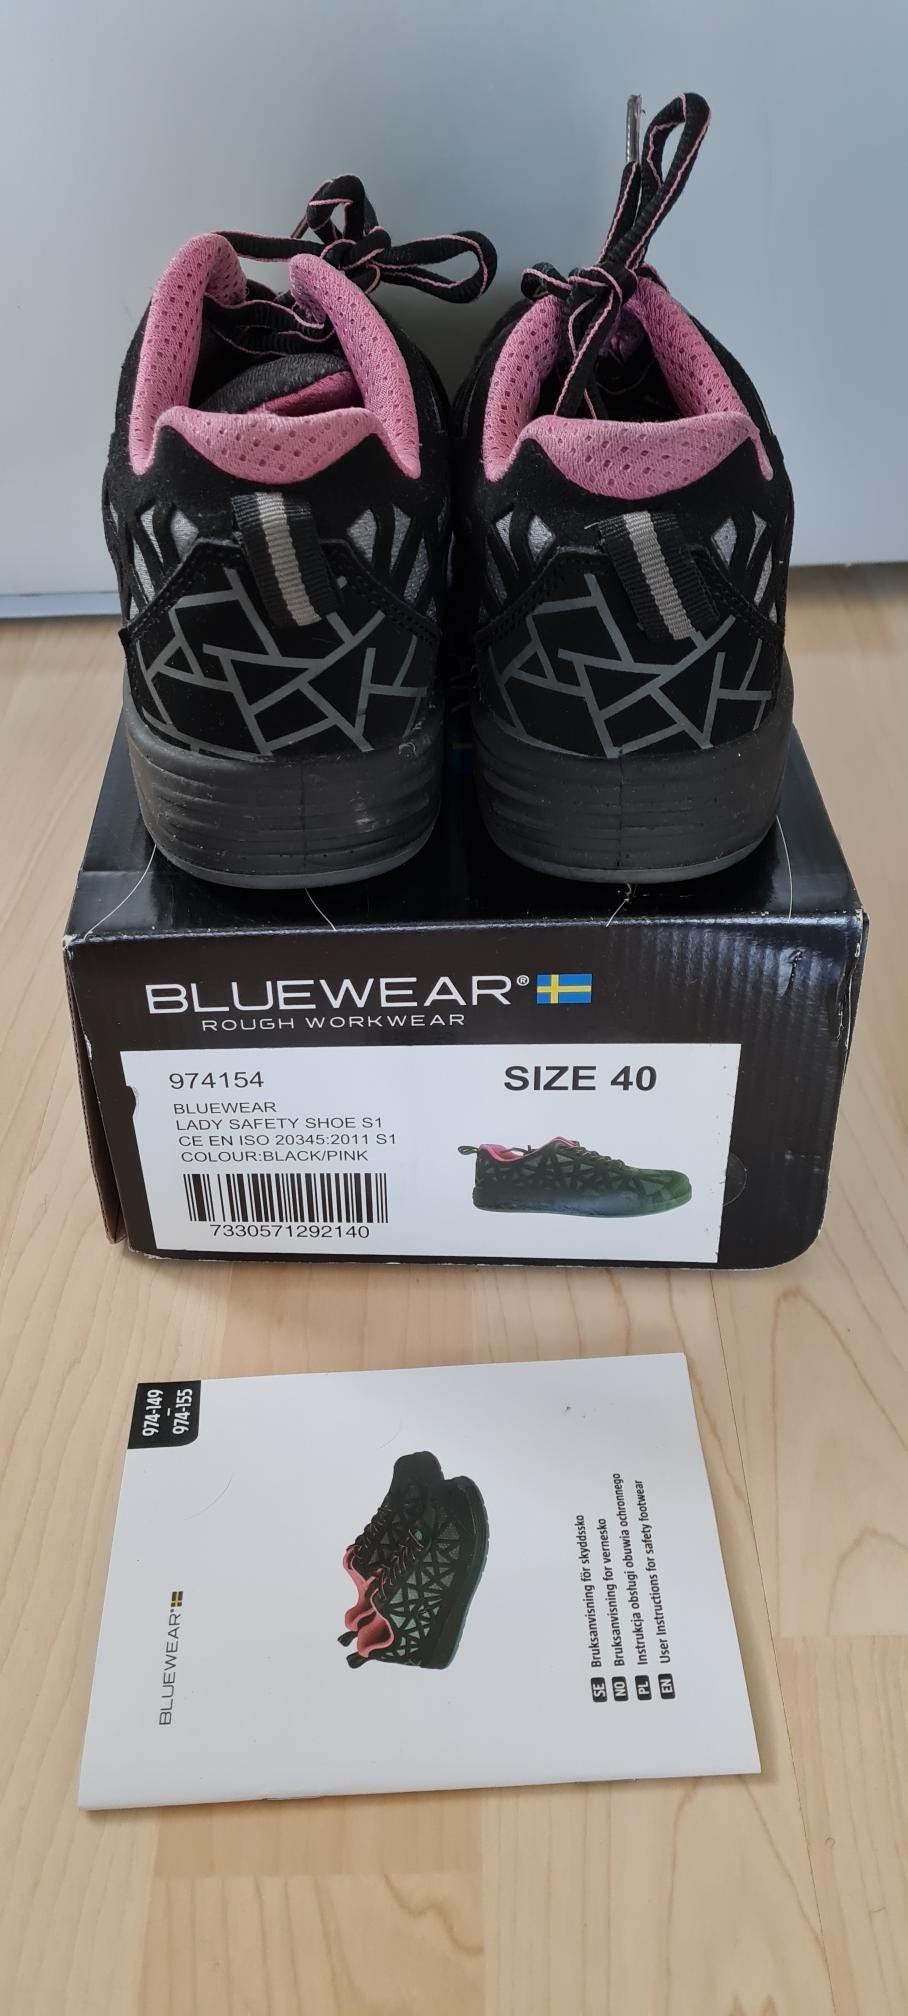 BLUEWEAR®
ROUGH WORKWEAR
974154
SIZE 40
BLUEWEAR
LADY SAFETY SHOE S1
CE EN ISO 20345:2011 S1
COLOUR:BLACK/PINK
7330571292140
974-149
–
974-155
BLUEWEAR
SE Bruksanvisning för skyddssko
NO Bruksanvisning for vernesko
PL Instrukcja obsługi obuwia ochronnego
EN User Instructions for safety footwear